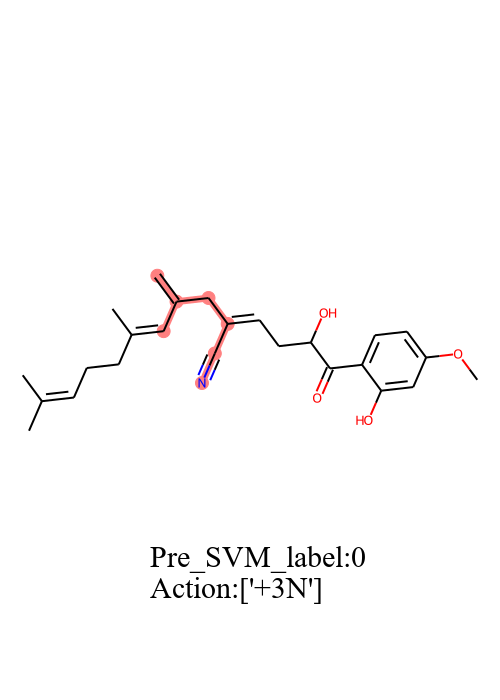 OH
N
O
O
HO
Pre_SVM_label:0
Action:['+3N']